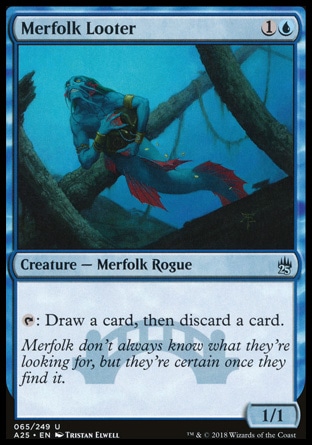 Merfolk Looter 1
25
: Draw a card, then discard a card.
Creature — Merfolk Rogue
Merfolk don't always know what they're
looking for, but they're certain once they
find it.
1/1
065/249 U
A25 • EN Tristan Elwell ™ & © 2018 Wizards of the Coast